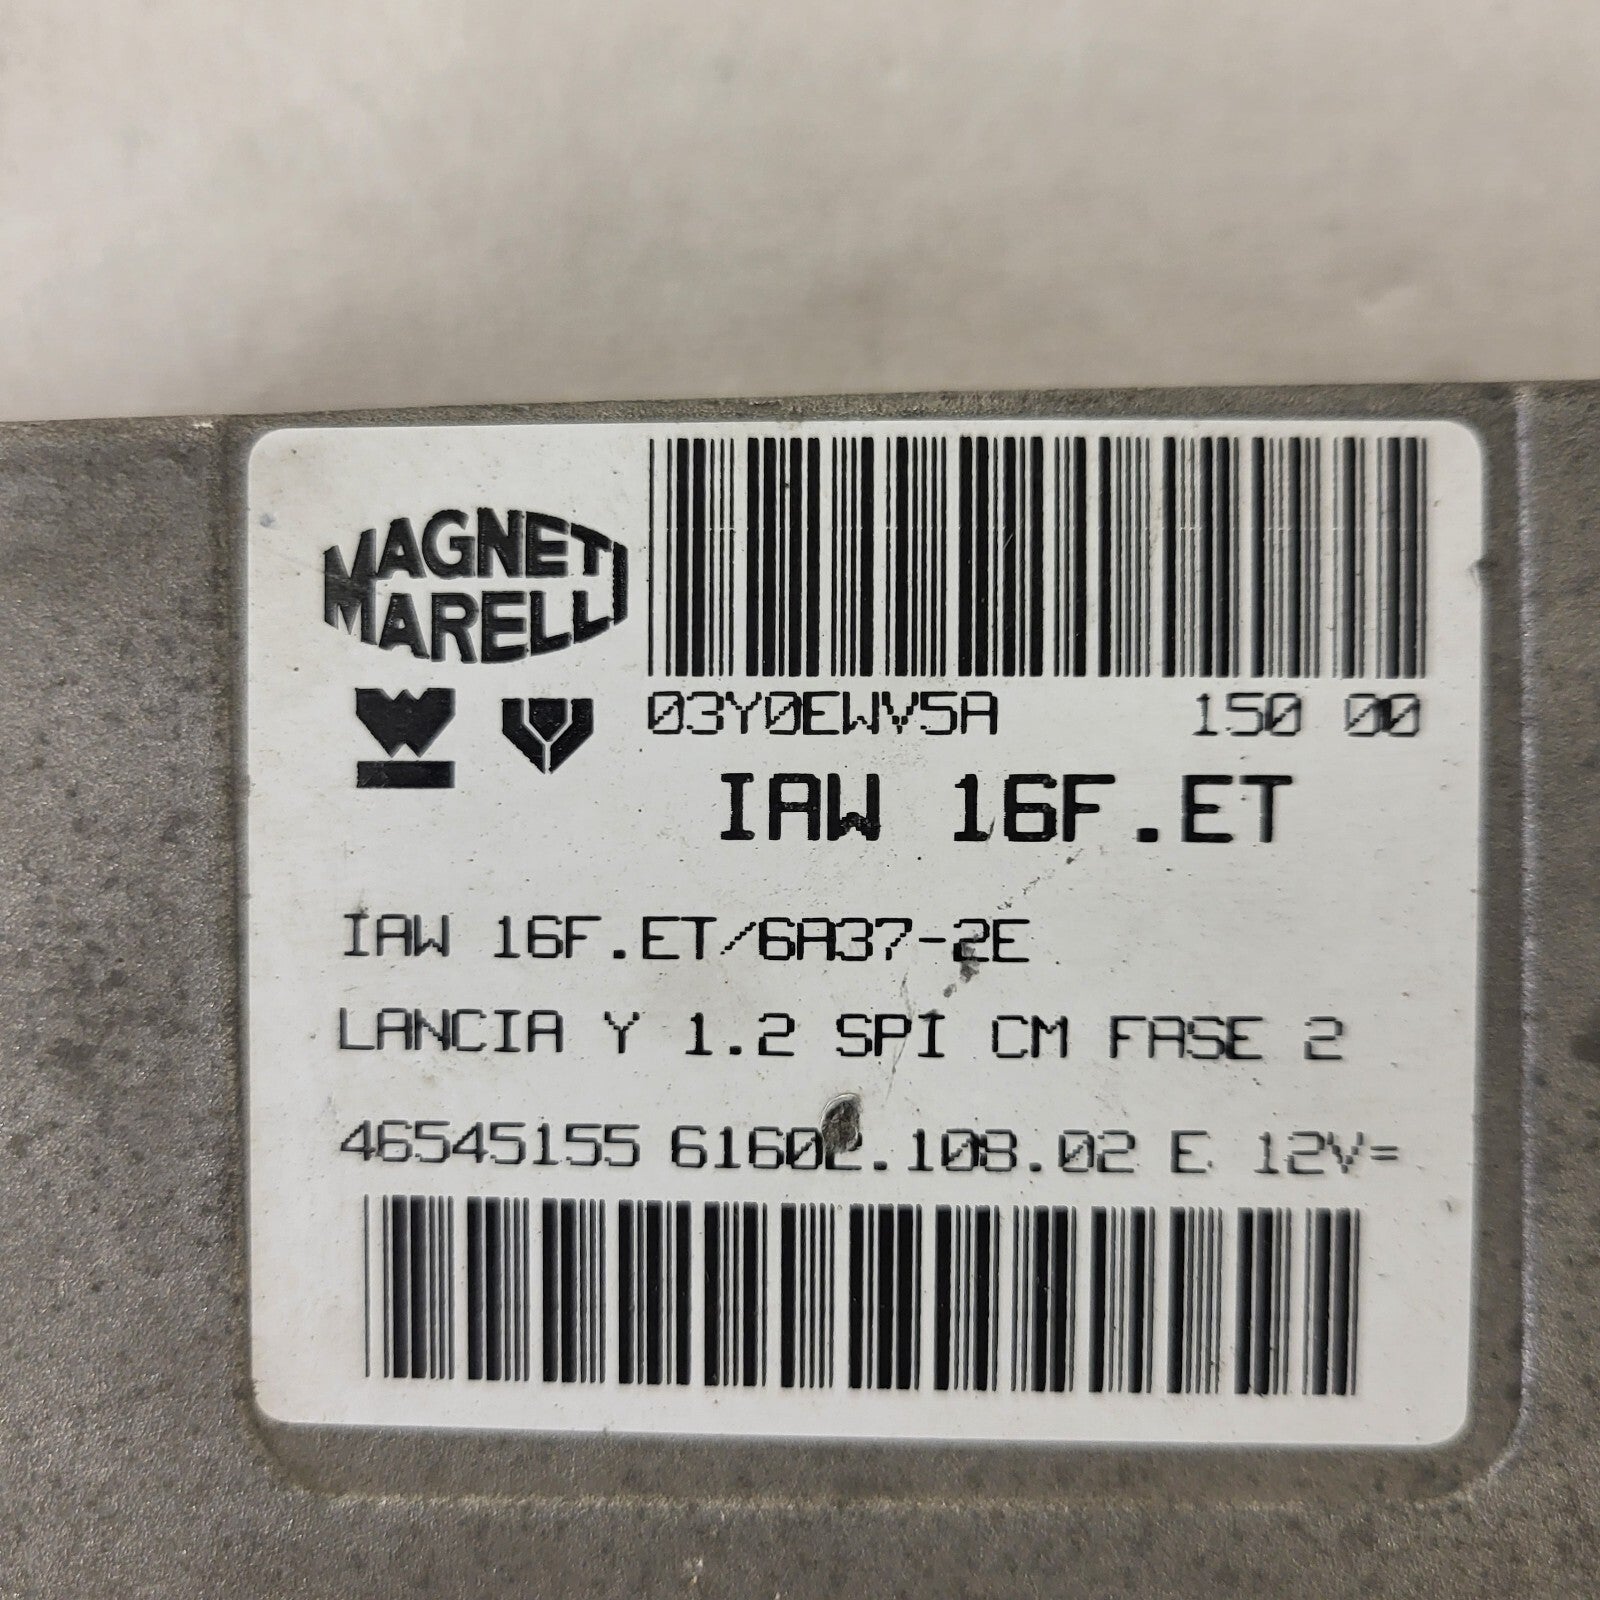 MAGNETI
MARELLI
03Y0EWV5A 150 00
IAW 16F.ET
IAW 16F.ET/6A37-2E
LANCIA Y 1.2 SPI CM FASE 2
46545155 61602.108.02 E 12V=